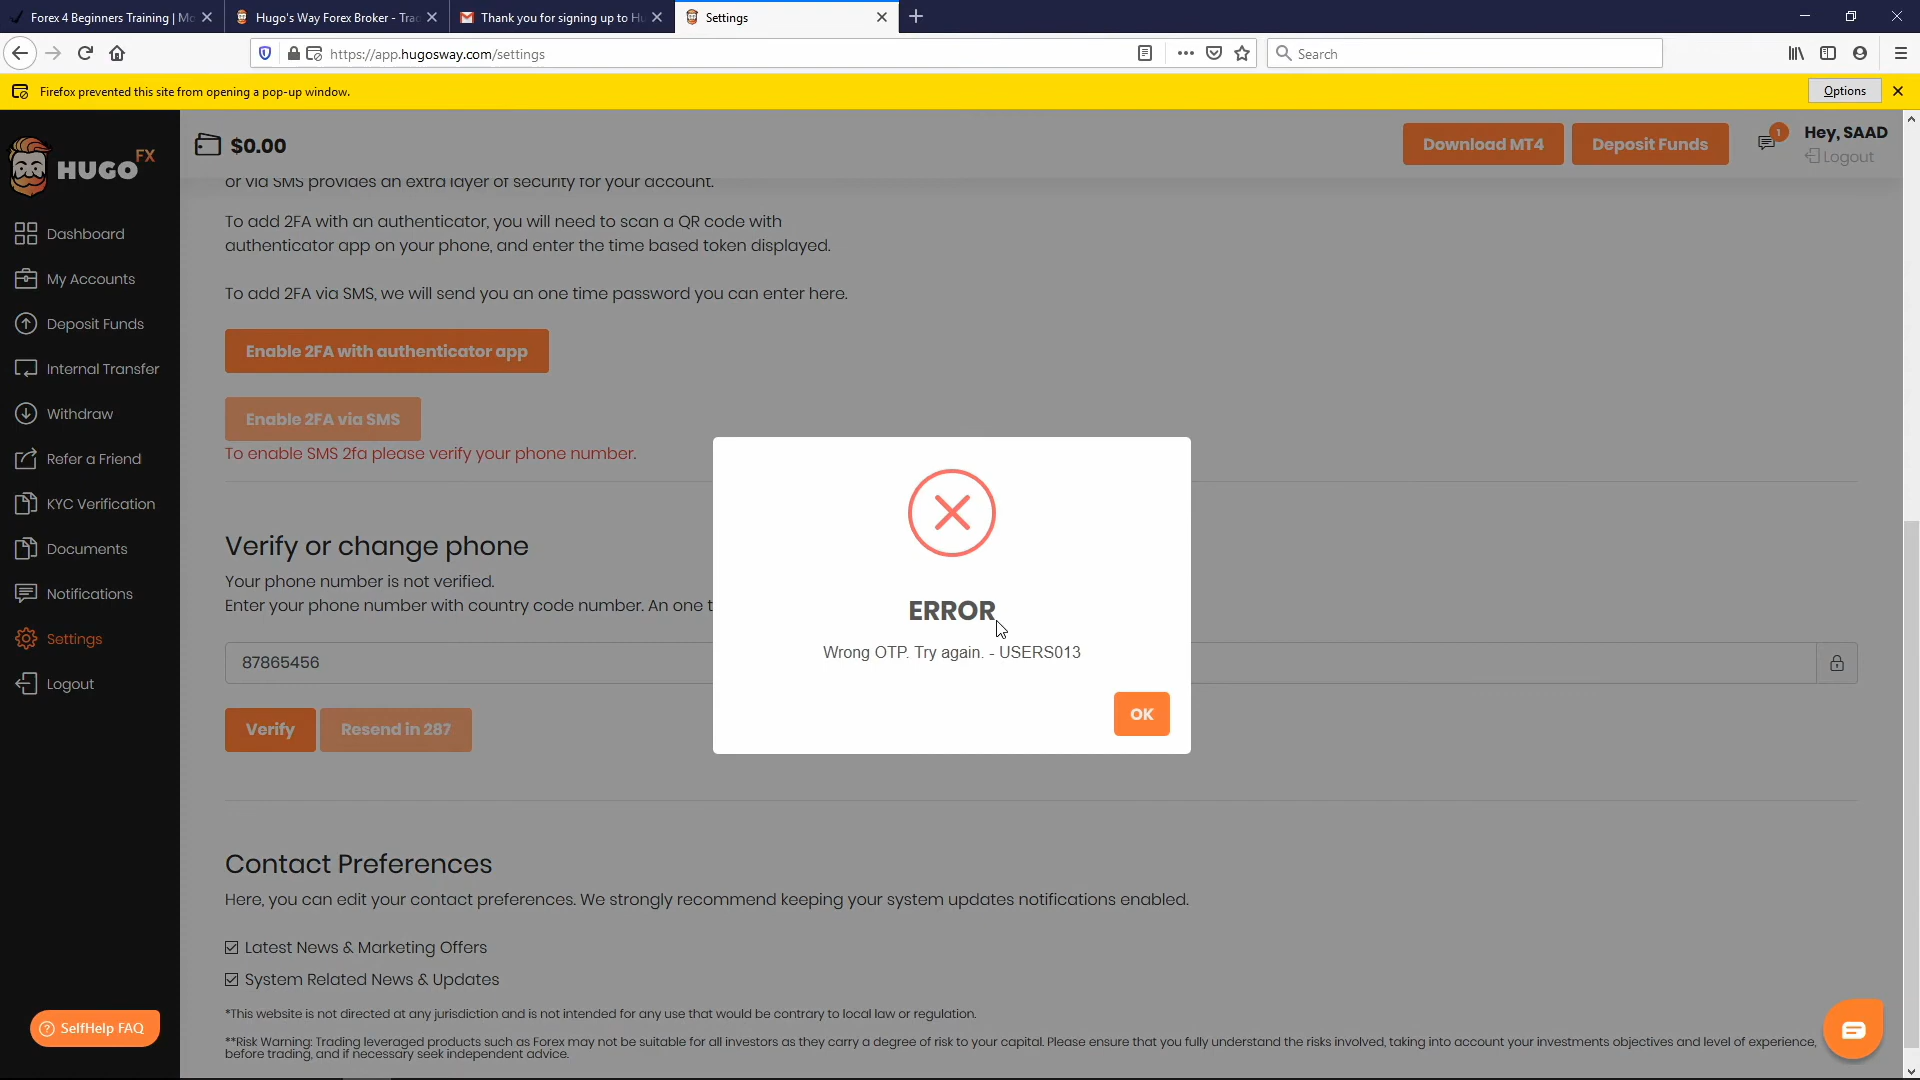 Forex 4 Beginners Training | Mo
Hugo's Way Forex Broker - Trad
Thank you for signing up to Hu
Settings
https://app.hugosway.com/settings
Search
Firefox prevented this site from opening a pop-up window.
Options
HUGO FX
$0.00
Download MT4
Deposit Funds
1
Hey, SAAD
Logout
Dashboard
My Accounts
Deposit Funds
Internal Transfer
Withdraw
Refer a Friend
KYC Verification
Documents
Notifications
Settings
Logout
SelfHelp FAQ
or via SMS provides an extra layer of security for your account.
To add 2FA with an authenticator, you will need to scan a QR code with
authenticator app on your phone, and enter the time based token displayed.
To add 2FA via SMS, we will send you an one time password you can enter here.
Enable 2FA with authenticator app
Enable 2FA via SMS
To enable SMS 2fa please verify your phone number.
Verify or change phone
Your phone number is not verified.
Enter your phone number with country code number. An one t
87865456
Verify
Resend in 287
ERROR
Wrong OTP. Try again. - USERS013
OK
Contact Preferences
Here, you can edit your contact preferences. We strongly recommend keeping your system updates notifications enabled.
Latest News & Marketing Offers
System Related News & Updates
*This website is not directed at any jurisdiction and is not intended for any use that would be contrary to local law or regulation.
**Risk Warning: Trading leveraged products such as Forex may not be suitable for all investors as they carry a degree of risk to your capital. Please ensure that you fully understand the risks involved, taking into account your investments objectives and level of experience,
before trading, and if necessary seek independent advice.